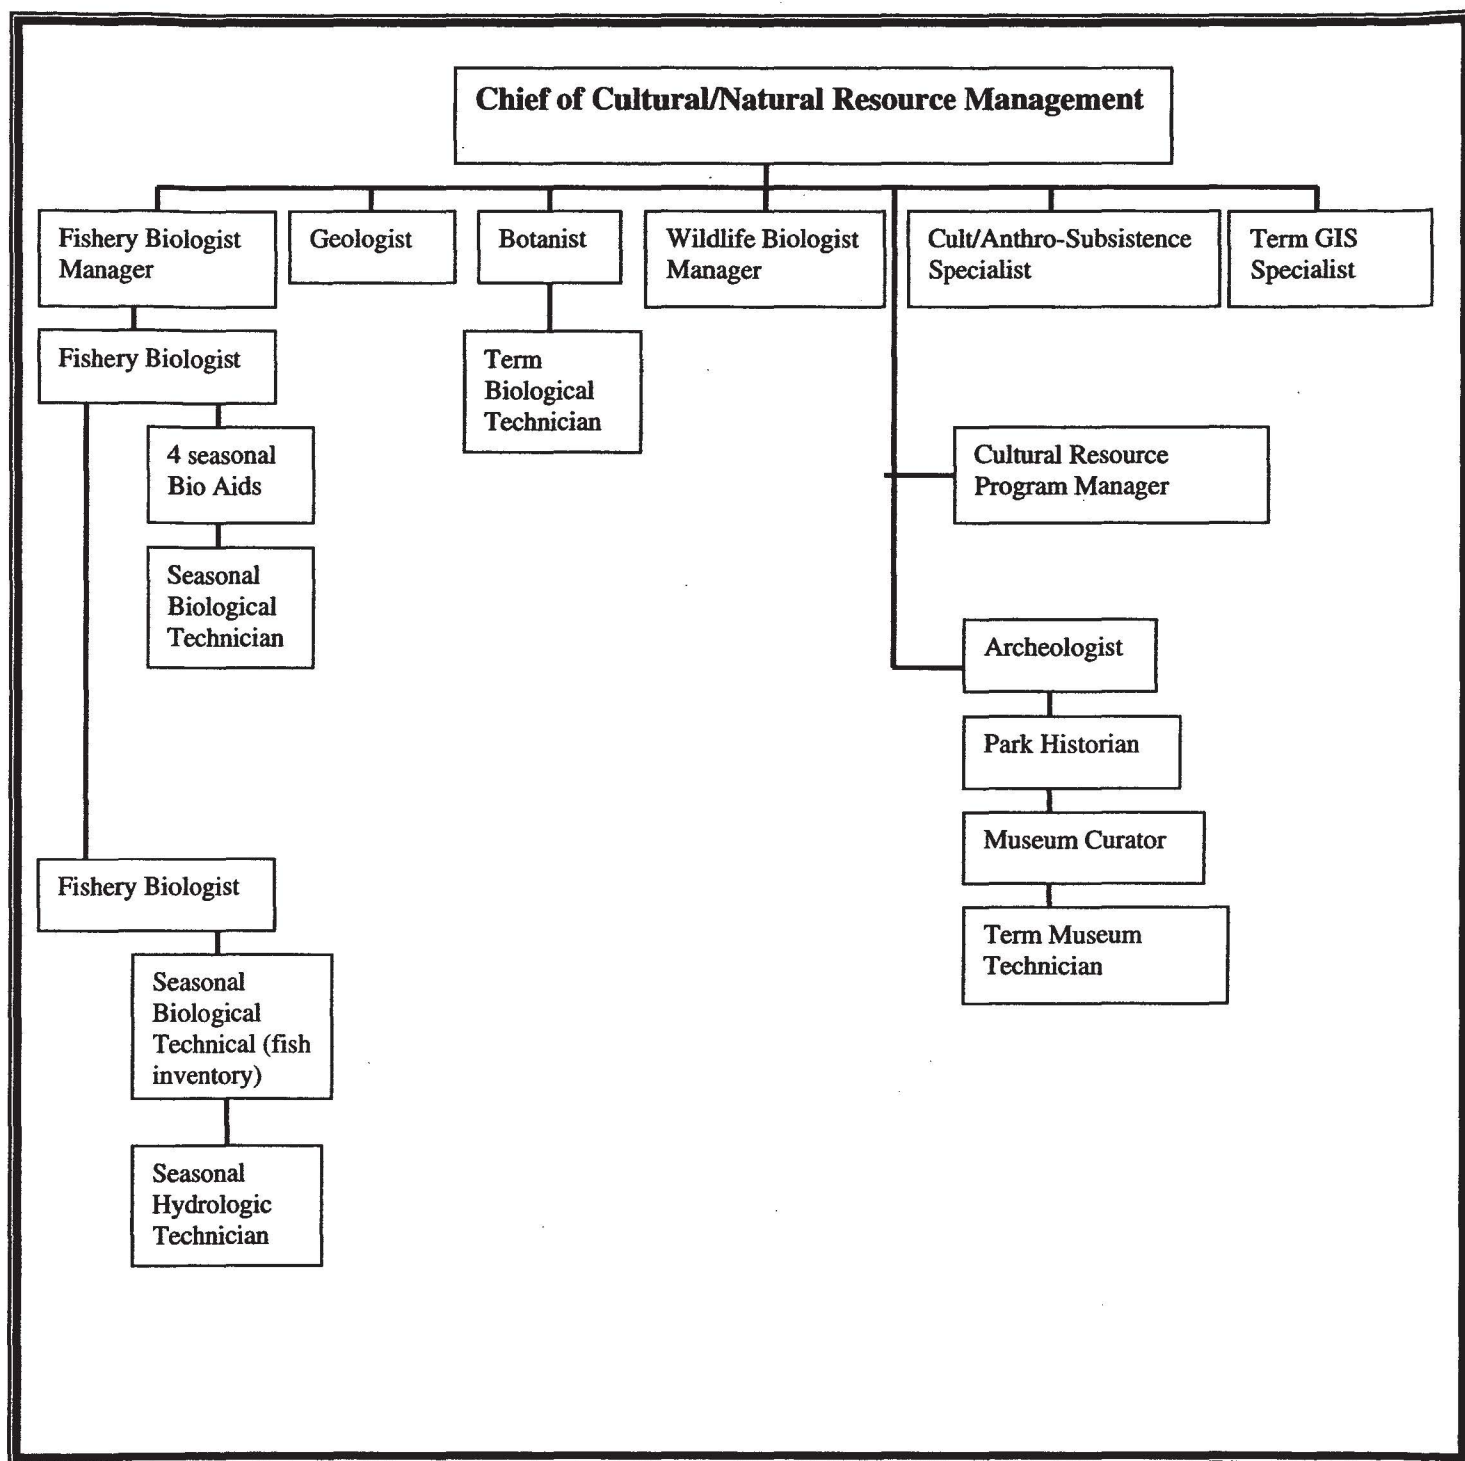 Chief of Cultural/Natural Resource Management
Fishery Biologist
Manager
Geologist
Botanist
Wildlife Biologist
Manager
Cult/Anthro-Subsistence
Specialist
Term GIS
Specialist
Fishery Biologist
Term
Biological
Technician
4 seasonal
Bio Aids
Cultural Resource
Program Manager
Seasonal
Biological
Technician
Archeologist
Park Historian
Museum Curator
Fishery Biologist
Term Museum
Technician
Seasonal
Biological
Technical (fish
inventory)
Seasonal
Hydrologic
Technician